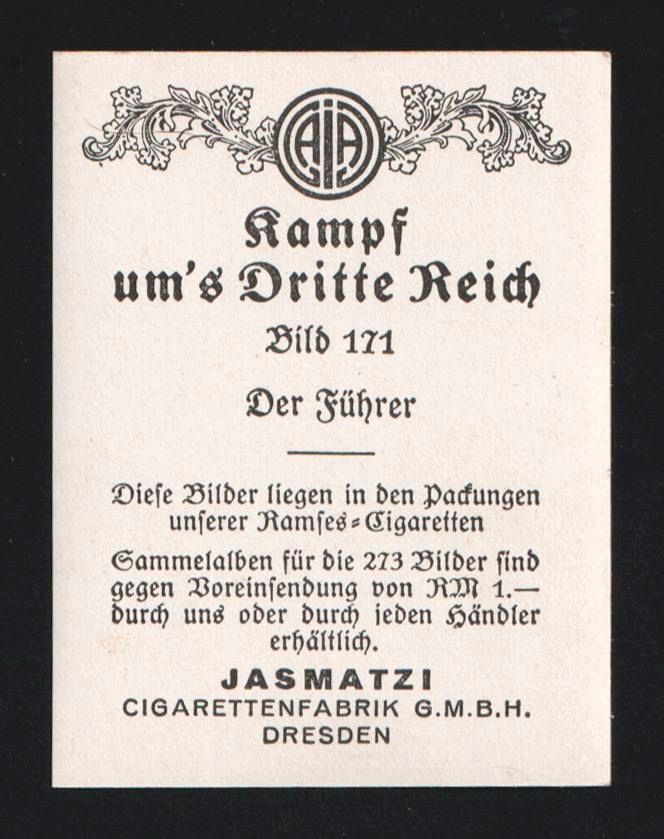 Kampf
um's Dritte Reich
Bild 171
Der Führer
Diese Bilder liegen in den Packungen
unserer Ramses-Cigaretten
Sammelalben für die 273 Bilder sind
gegen Voreinsendung von RM 1.—
durch uns oder durch jeden Händler
erhältlich.
JASMATZI
CIGARETTENFABRIK G.M.B.H.
DRESDEN